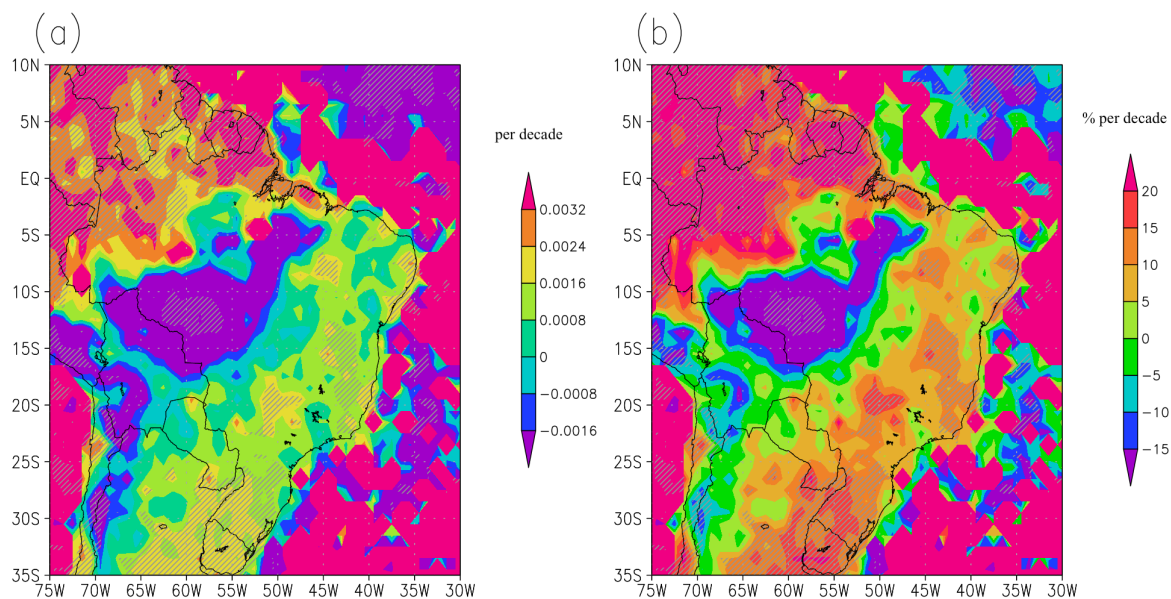 (a)
(b)
10N
5N
EQ
5S
10S
15S
20S
25S
30S
35S
75W 70W 65W 60W 55W 50W 45W 40W 35W 30W
per decade
0.0032
0.0024
0.0016
0.0008
0
−0.0008
−0.0016
10N
5N
EQ
5S
10S
15S
20S
25S
30S
35S
75W 70W 65W 60W 55W 50W 45W 40W 35W 30W
% per decade
20
15
10
5
0
−5
−10
−15